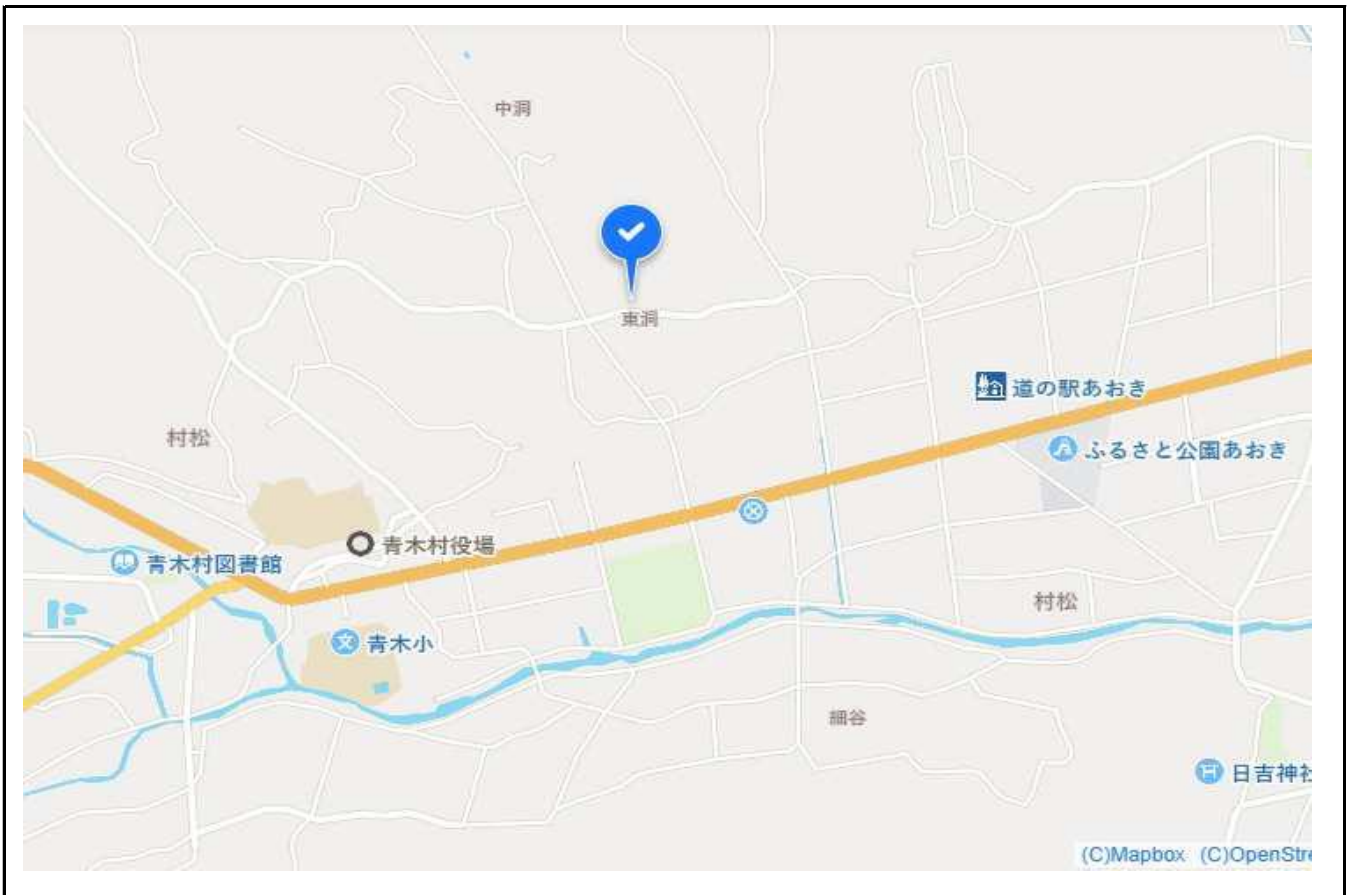 中洞
東洞
道の駅あおき
村松
ふるさと公園あおき
青木村役場
青木村図書館
村松
青木小
細谷
日吉神社
(C)Mapbox (C)OpenStre